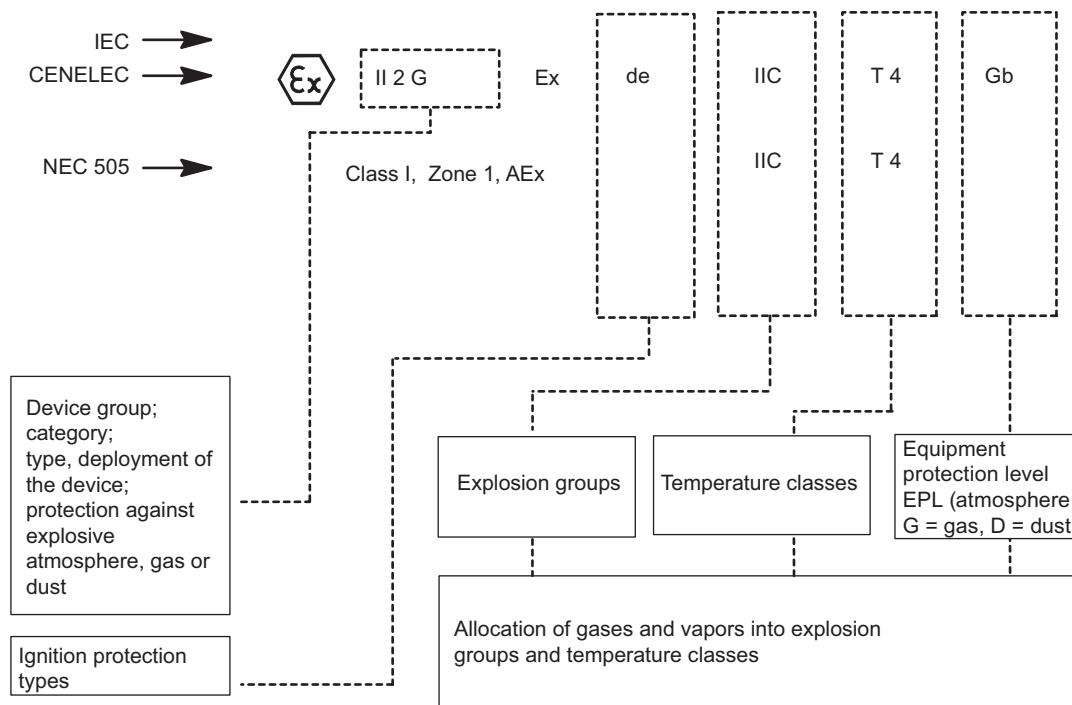 IEC
CENELEC
Ex II 2 G Ex de IIC T 4 Gb
NEC 505
Class I, Zone 1, AEx IIC T 4
Device group;
category;
type, deployment of
the device;
protection against
explosive
atmosphere, gas or
dust
Explosion groups
Temperature classes
Equipment
protection level
EPL (atmosphere
G = gas, D = dust
Allocation of gases and vapors into explosion
groups and temperature classes
Ignition protection
types